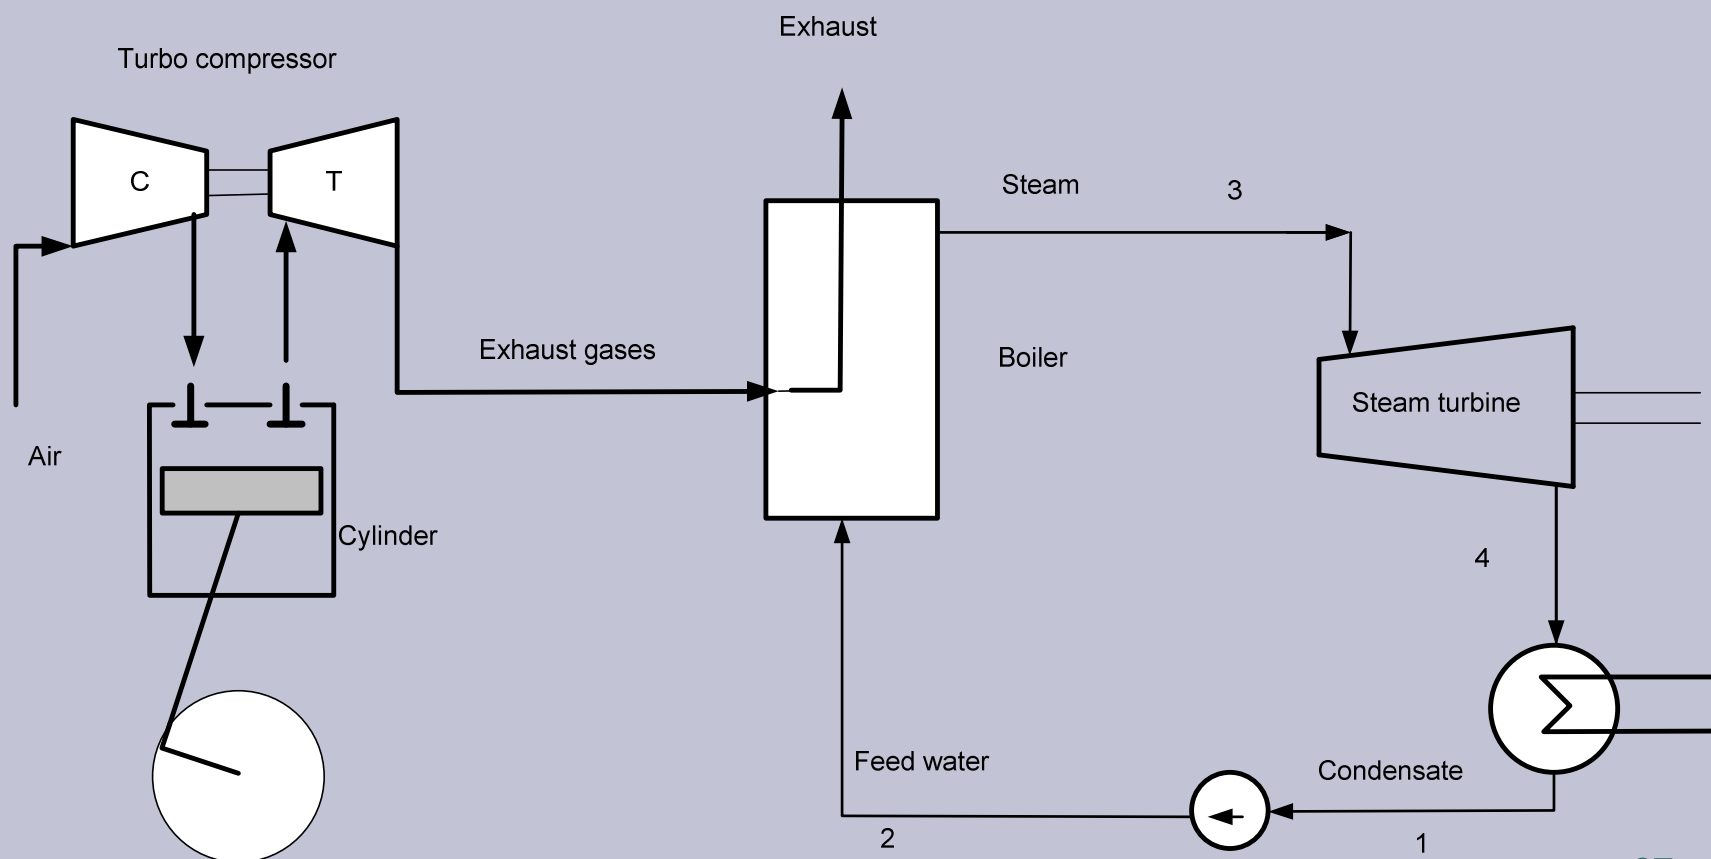 Exhaust
Turbo compressor
C
T
Steam
3
Exhaust gases
Boiler
Steam turbine
Air
Cylinder
4
Feed water
Condensate
2
1